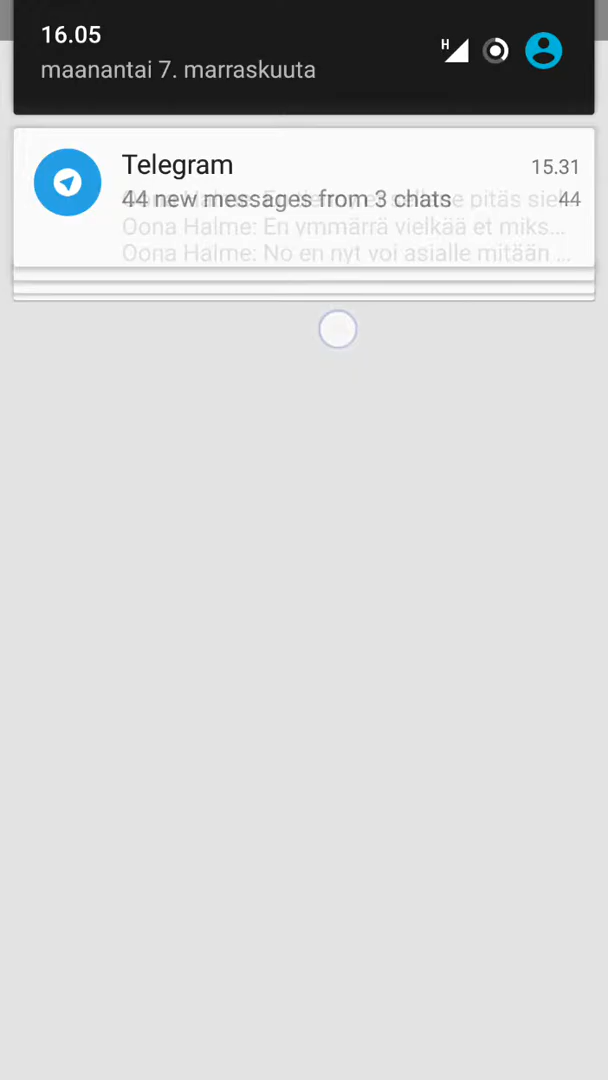 16.05
maanantai 7. marraskuuta
H
Telegram 15.31
44 new messages from 3 chats 44
Oona Halme: En ymmärrä vielkää et miks...
Oona Halme: No en nyt voi asialle mitään ...